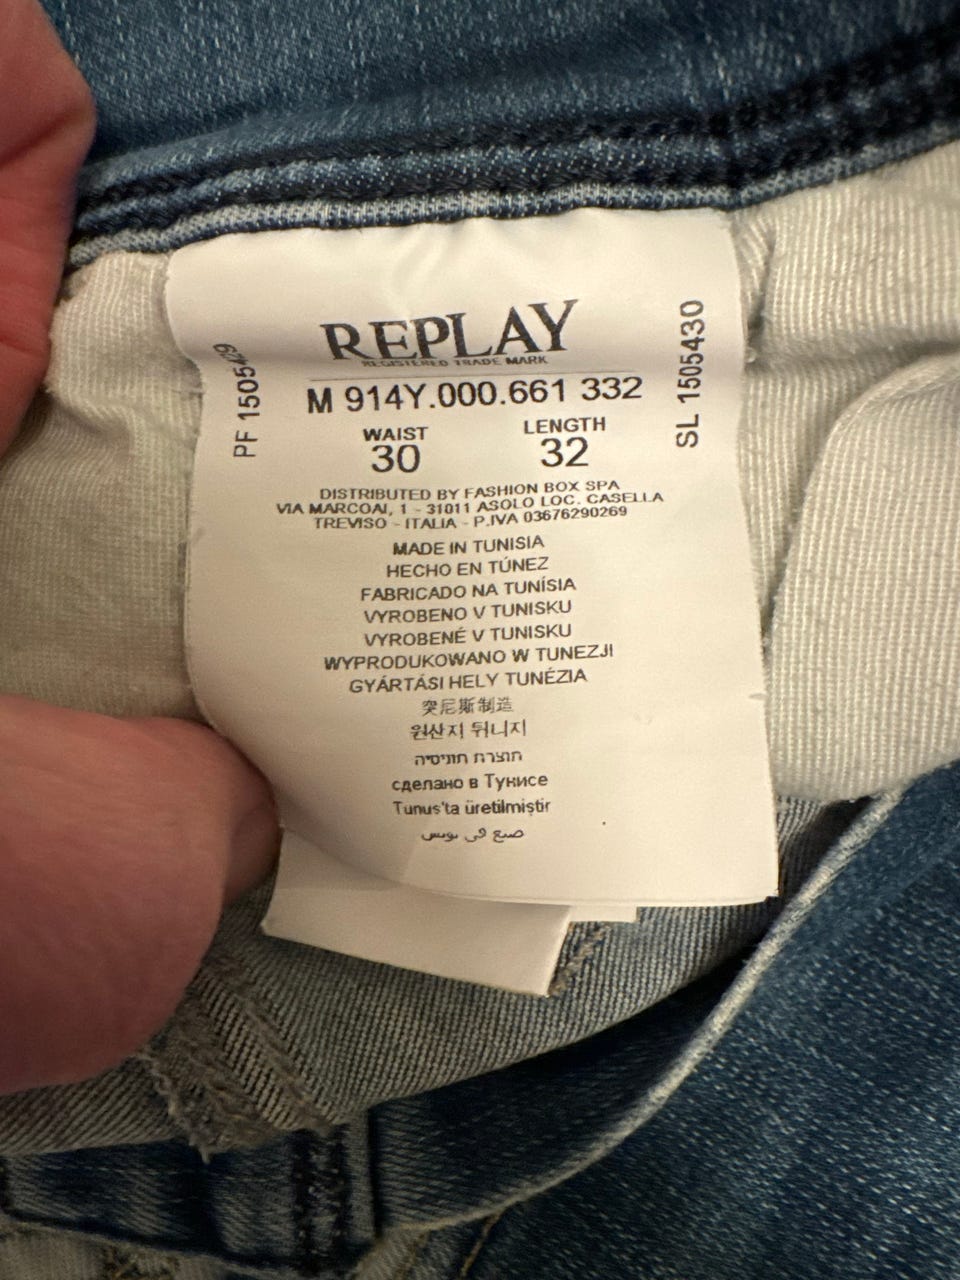 REPLAY
REGISTERED TRADE MARK
M 914Y.000.661 332
WAIST LENGTH
30 32
PF 1505429
SL 1505430
DISTRIBUTED BY FASHION BOX SPA
VIA MARCOAI, 1 - 31011 ASOLO LOC. CASELLA
TREVISO - ITALIA - P.IVA 03676290269
MADE IN TUNISIA
HECHO EN TÚNEZ
FABRICADO NA TUNÍSIA
VYROBENO V TUNISKU
VYROBENÉ V TUNISKU
WYPRODUKOWANO W TUNEZJI
GYÁRTÁSI HELY TUNÉZIA
突尼斯制造
원산지 튀니지
תוצרת תוניסיה
сделано в Тунисе
Tunus'ta üretilmiştir
صنع في تونس